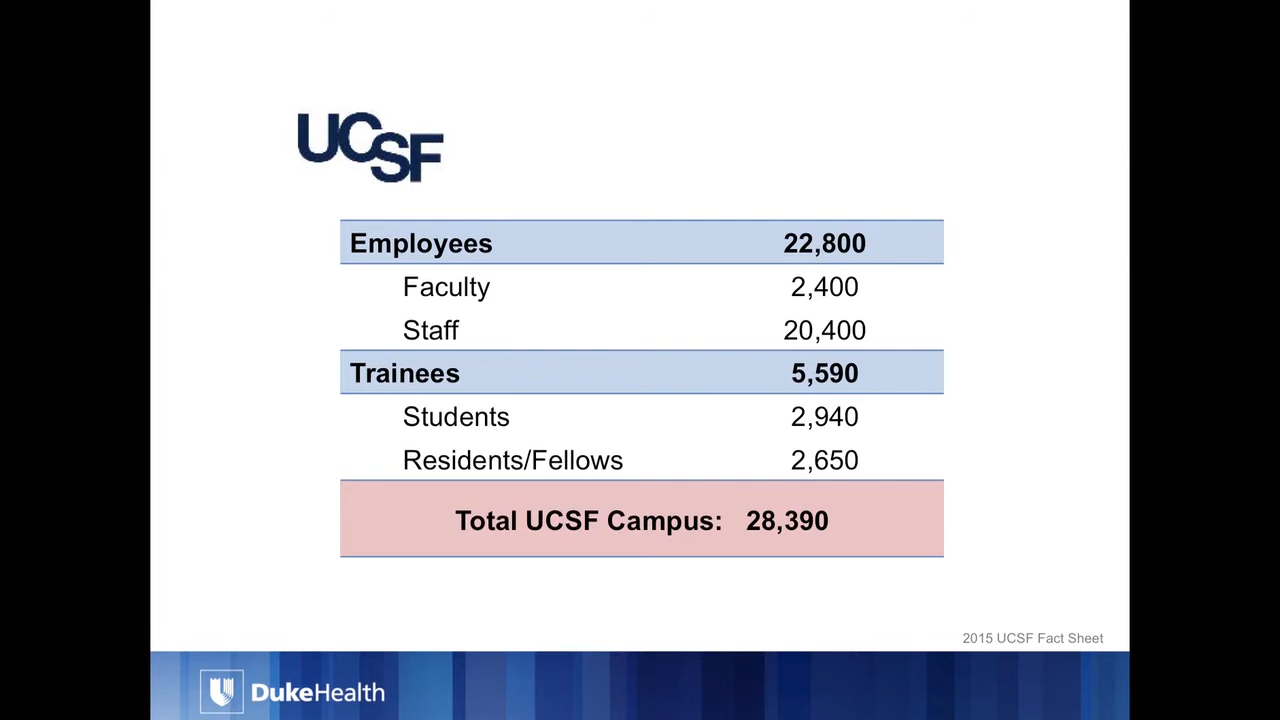 UCSF
Employees 22,800
Faculty 2,400
Staff 20,400
Trainees 5,590
Students 2,940
Residents/Fellows 2,650
Total UCSF Campus: 28,390
2015 UCSF Fact Sheet
DukeHealth